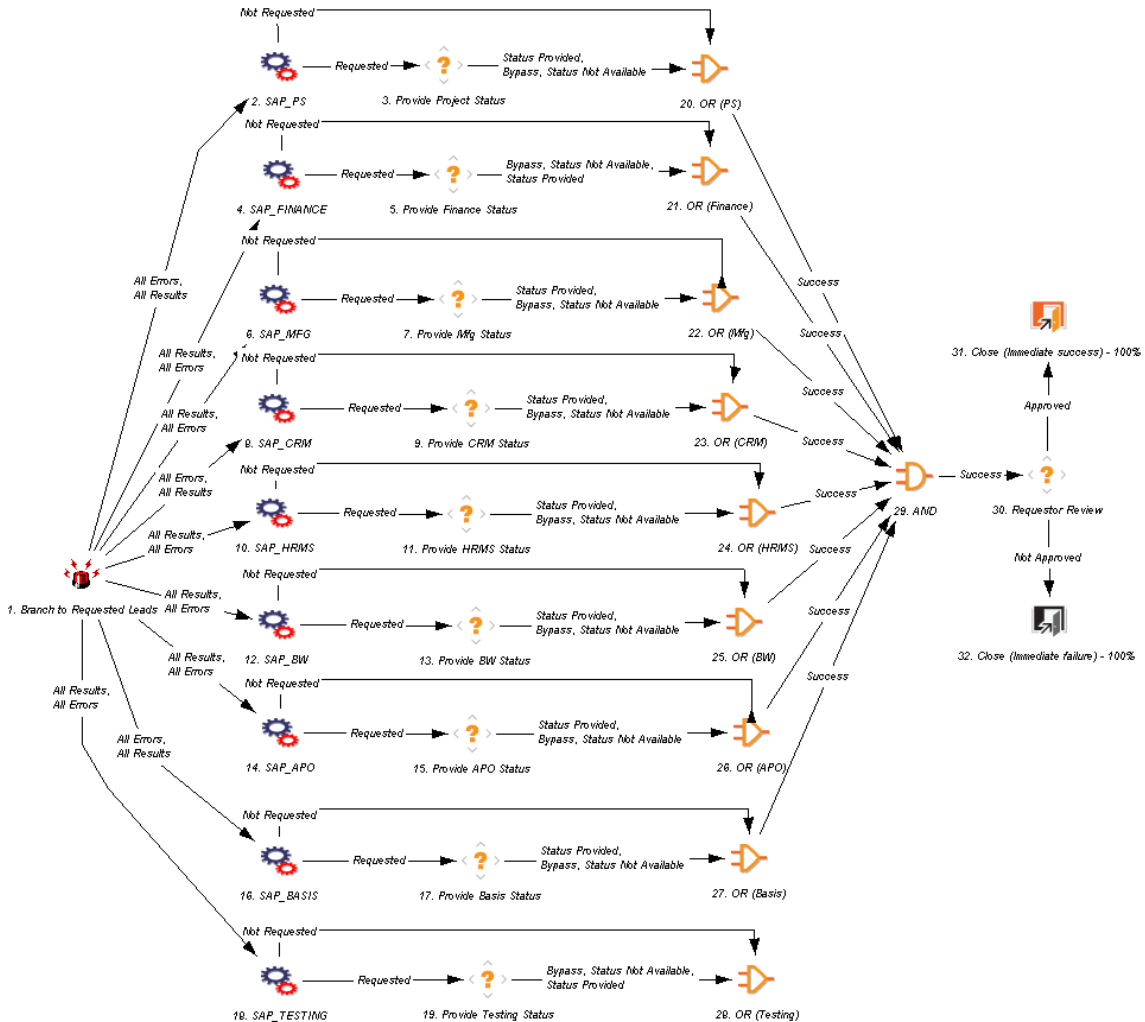 Not Requested
Requested
Status Provided,
Bypass, Status Not Available
2. SAP_PS
3. Provide Project Status
20. OR (PS)
Not Requested
Requested
Bypass, Status Not Available,
Status Provided
4. SAP_FINANCE
5. Provide Finance Status
21. OR (Finance)
Not Requested
All Errors,
All Results
Requested
Status Provided,
Bypass, Status Not Available
Success
6. SAP_MFG
7. Provide Mfg Status
22. OR (Mfg)
Success
All Results,
All Errors
Not Requested
31. Close (Immediate success) - 100%
Success
Requested
Status Provided,
Bypass, Status Not Available
Approved
All Results,
All Errors
8. SAP_CRM
9. Provide CRM Status
23. OR (CRM)
Success
Not Requested
All Errors,
All Results
Success
Success
Requested
Status Provided,
Bypass, Status Not Available
29. AND
30. Requestor Review
All Results,
All Errors
10. SAP_HRMS
11. Provide HRMS Status
24. OR (HRMS)
Success
Not Approved
Not Requested
All Results,
All Errors
1. Branch to Requested Leads
Requested
Status Provided,
Bypass, Status Not Available
Success
12. SAP_BW
13. Provide BW Status
25. OR (BW)
32. Close (Immediate failure) - 100%
All Results,
All Errors
Not Requested
Success
All Results,
All Errors
Requested
Status Provided,
Bypass, Status Not Available
All Errors,
All Results
14. SAP_APO
15. Provide APO Status
26. OR (APO)
Not Requested
Requested
Status Provided,
Bypass, Status Not Available
16. SAP_BASIS
17. Provide Basis Status
27. OR (Basis)
Not Requested
Requested
Bypass, Status Not Available,
Status Provided
18. SAP_TESTING
19. Provide Testing Status
28. OR (Testing)